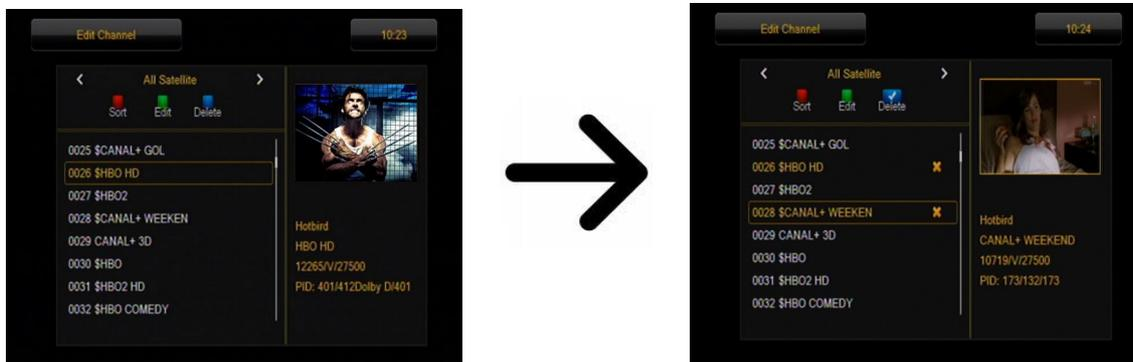 Edit Channel
10:23
All Satellite
Sort Edit Delete
0025 $CANAL+ GOL
0026 $HBO HD
0027 $HBO2
0028 $CANAL+ WEEKEN
0029 CANAL+ 3D
0030 $HBO
0031 $HBO2 HD
0032 $HBO COMEDY
Hotbird
HBO HD
12265/V/27500
PID: 401/412Dolby D/401
Edit Channel
10:24
All Satellite
Sort Edit Delete
0025 $CANAL+ GOL
0026 $HBO HD
0027 $HBO2
0028 $CANAL+ WEEKEN
0029 CANAL+ 3D
0030 $HBO
0031 $HBO2 HD
0032 $HBO COMEDY
Hotbird
CANAL+ WEEKEND
10719/V/27500
PID: 173/132/173